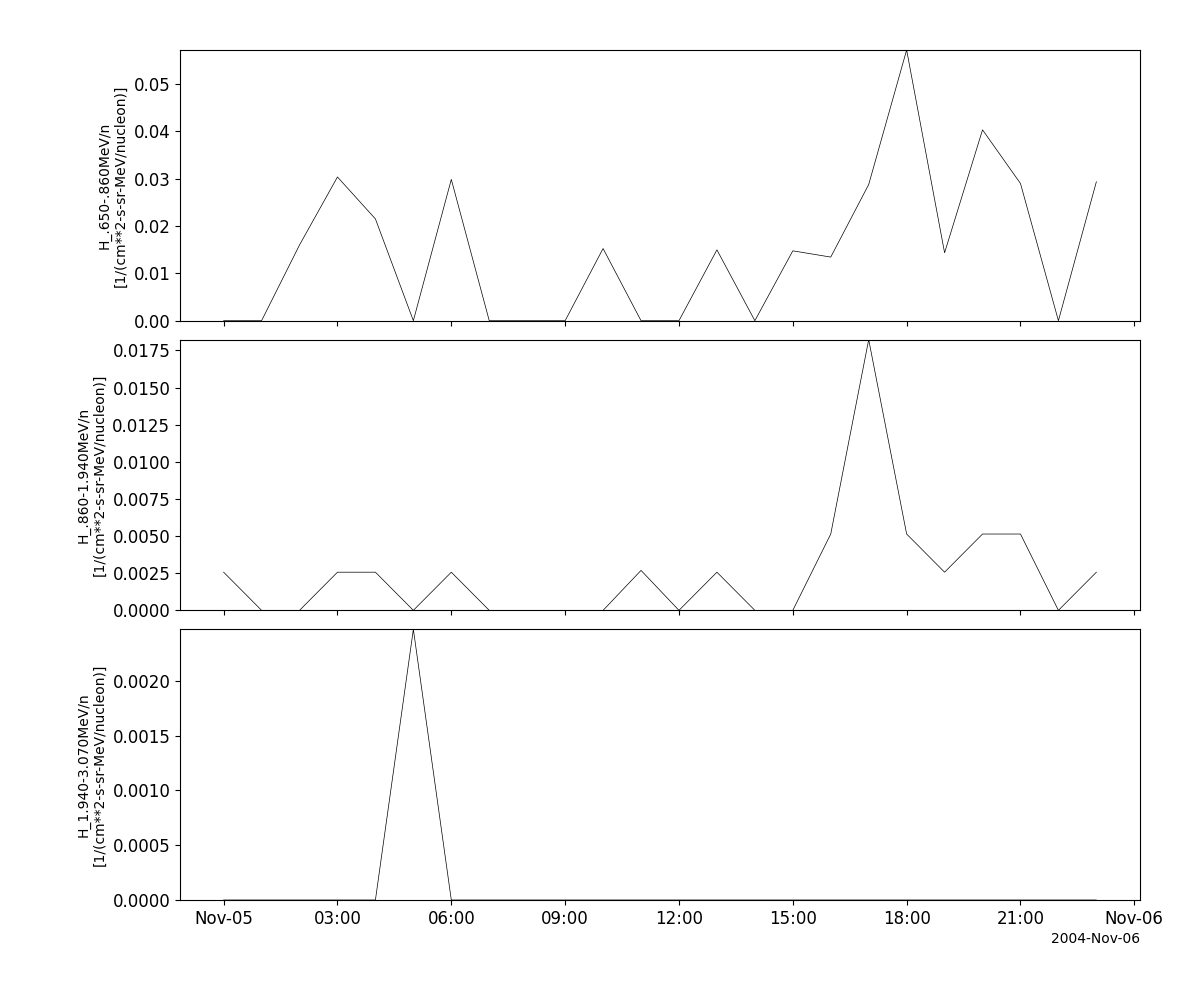 H_.650-.860MeV/n
[1/(cm**2-s-sr-MeV/nucleon)]
0.05
0.04
0.03
0.02
0.01
0.00
H_.860-1.940MeV/n
[1/(cm**2-s-sr-MeV/nucleon)]
0.0175
0.0150
0.0125
0.0100
0.0075
0.0050
0.0025
0.0000
H_1.940-3.070MeV/n
[1/(cm**2-s-sr-MeV/nucleon)]
0.0020
0.0015
0.0010
0.0005
0.0000
Nov-05 03:00 06:00 09:00 12:00 15:00 18:00 21:00 Nov-06
2004-Nov-06